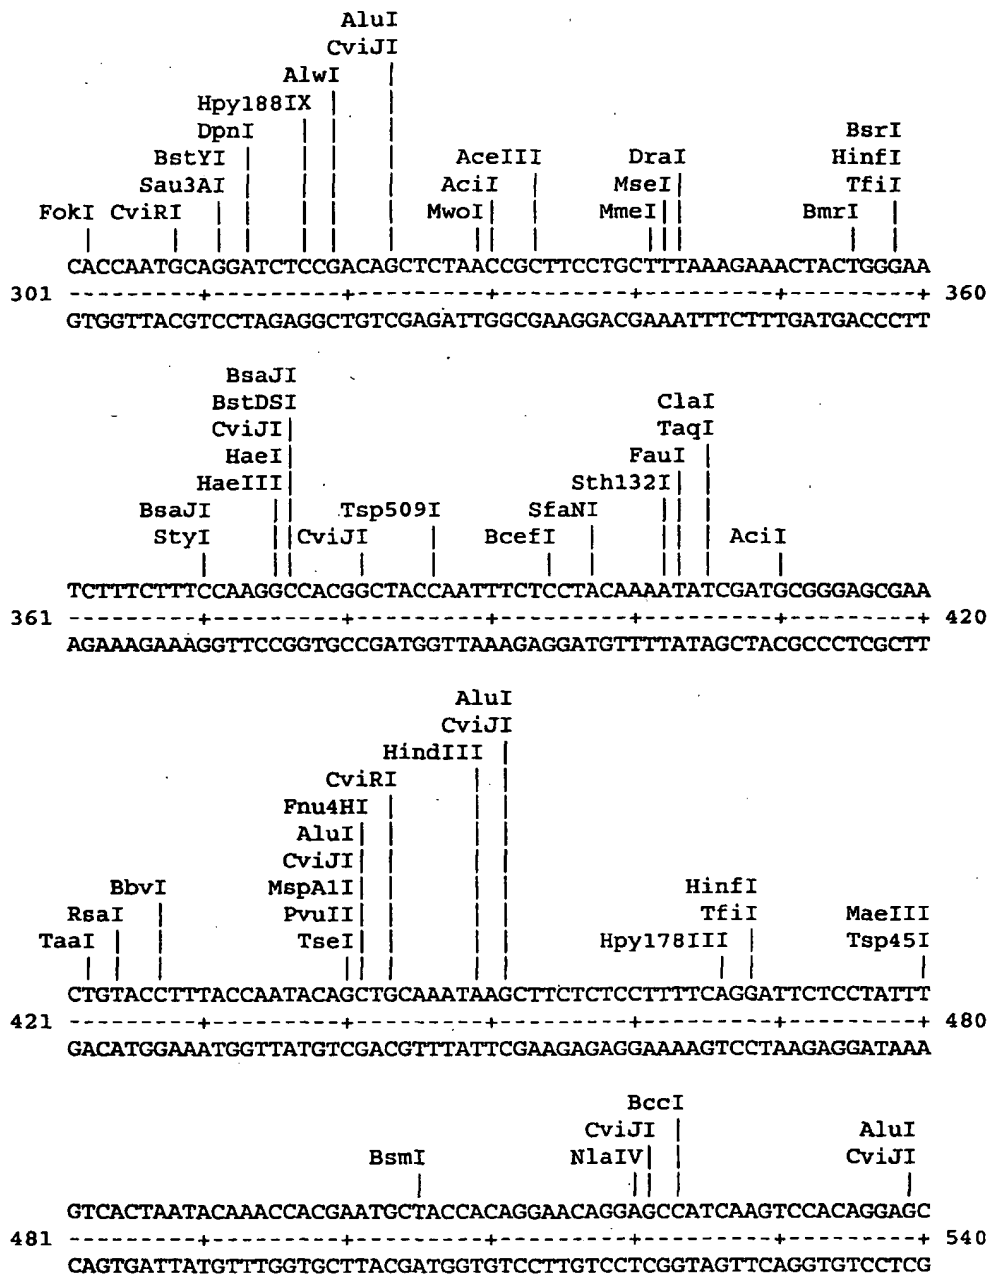 AluI
CviJI
AlwI
Hpy188IX
DpnI BsrI
BstYI AceIII DraI HinfI
Sau3AI AciI MseI TfiI
FokI CviRI MwoI MmeI BmrI
CACCAATGCAGGATCTCCGACAGCTCTAACCGCTTCCTGCTTTAAAGAAACTACTGGGAA
301 ---------+---------+---------+---------+---------+---------+ 360
GTGGTTACGTCCTAGAGGCTGTCGAGATTGGCGAAGGACGAAATTTCTTTGATGACCCTT
BsaJI
BstDSI ClaI
CviJI TaqI
HaeI FauI
HaeIII Sth132I
BsaJI Tsp509I SfaNI
StyI CviJI BcefI AciI
TCTTTCTTTCCAAGGCCACGGCTACCAATTTCTCCTACAAAATATCGATGCGGGAGCGAA
361 ---------+---------+---------+---------+---------+---------+ 420
AGAAAGAAAGGTTCCGGTGCCGATGGTTAAAGAGGATGTTTTATAGCTACGCCCTCGCTT
AluI
CviJI
HindIII
CviRI
Fnu4HI
AluI
CviJI
BbvI MspA1I HinfI
RsaI PvuII TfiI MaeIII
TaaI TseI Hpy178III Tsp45I
CTGTACCTTTACCAATACAGCTGCAAATAAGCTTCTCTCCTTTTCAGGATTCTCCTATTT
421 ---------+---------+---------+---------+---------+---------+ 480
GACATGGAAATGGTTATGTCGACGTTTATTCGAAGAGAGGAAAAGTCCTAAGAGGATAAA
BccI
CviJI AluI
BsmI NlaIV CviJI
GTCACTAATACAAACCACGAATGCTACCACAGGAACAGGAGCCATCAAGTCCACAGGAGC
481 ---------+---------+---------+---------+---------+---------+ 540
CAGTGATTATGTTTGGTGCTTACGATGGTGTCCTTGTCCTCGGTAGTTCAGGTGTCCTCG